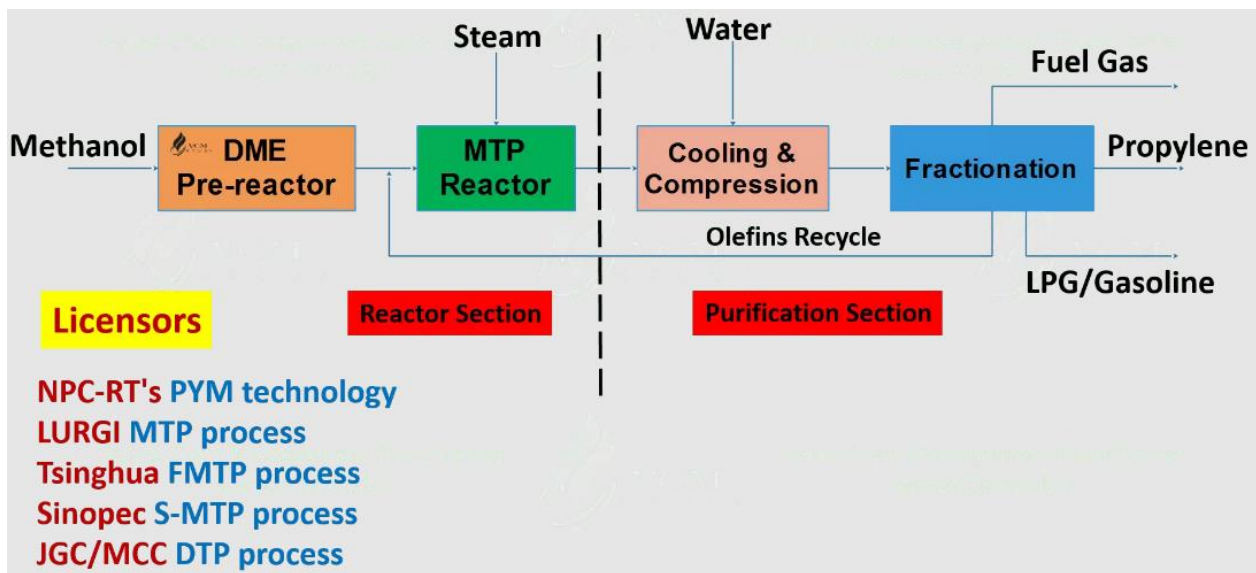 Steam
Water
Fuel Gas
Methanol
DME
Pre-reactor
MTP
Reactor
Cooling &
Compression
Fractionation
Propylene
Olefins Recycle
LPG/Gasoline
Licensors
Reactor Section
Purification Section
NPC-RT's PYM technology
LURGI MTP process
Tsinghua FMTP process
Sinopec S-MTP process
JGC/MCC DTP process